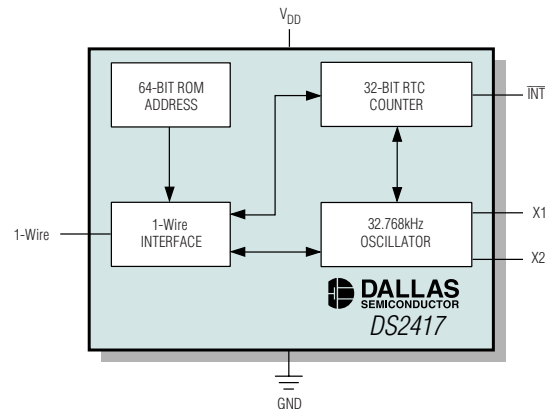 VDD
64-BIT ROM
ADDRESS
32-BIT RTC
COUNTER
INT
1-Wire
1-Wire
INTERFACE
32.768kHz
OSCILLATOR
X1
X2
DALLAS
SEMICONDUCTOR
DS2417
GND